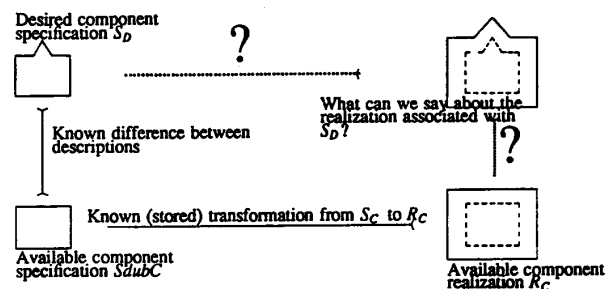 Desired component
specification S_D
?
What can we say about the
realization associated with
S_D?
?
Known difference between
descriptions
Known (stored) transformation from S_C to R_C
Available component
specification SdubC
Available component
realization R_C